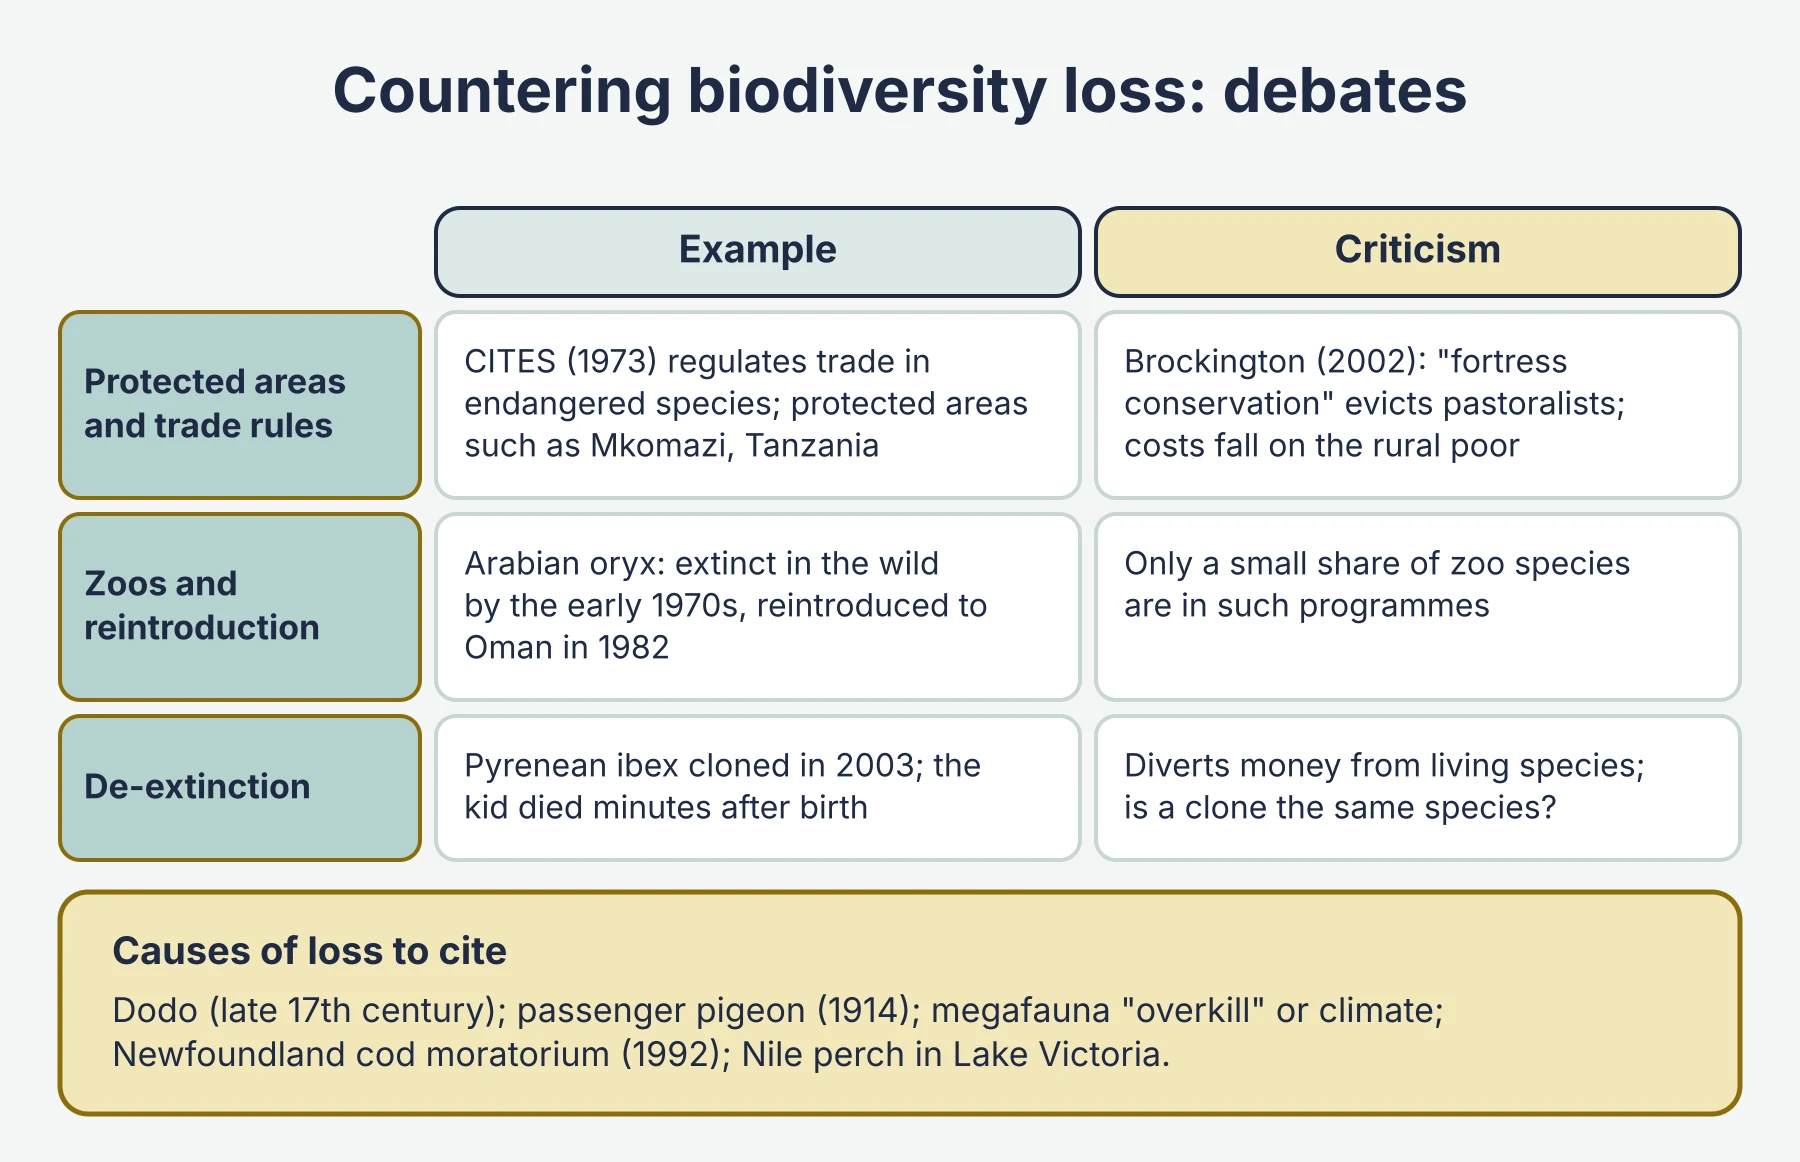 Countering biodiversity loss: debates
Example
Criticism
Protected areas
and trade rules
CITES (1973) regulates trade in
endangered species; protected areas
such as Mkomazi, Tanzania
Brockington (2002): "fortress
conservation" evicts pastoralists;
costs fall on the rural poor
Zoos and
reintroduction
Arabian oryx: extinct in the wild
by the early 1970s, reintroduced to
Oman in 1982
Only a small share of zoo species
are in such programmes
De-extinction
Pyrenean ibex cloned in 2003; the
kid died minutes after birth
Diverts money from living species;
is a clone the same species?
Causes of loss to cite
Dodo (late 17th century); passenger pigeon (1914); megafauna "overkill" or climate;
Newfoundland cod moratorium (1992); Nile perch in Lake Victoria.